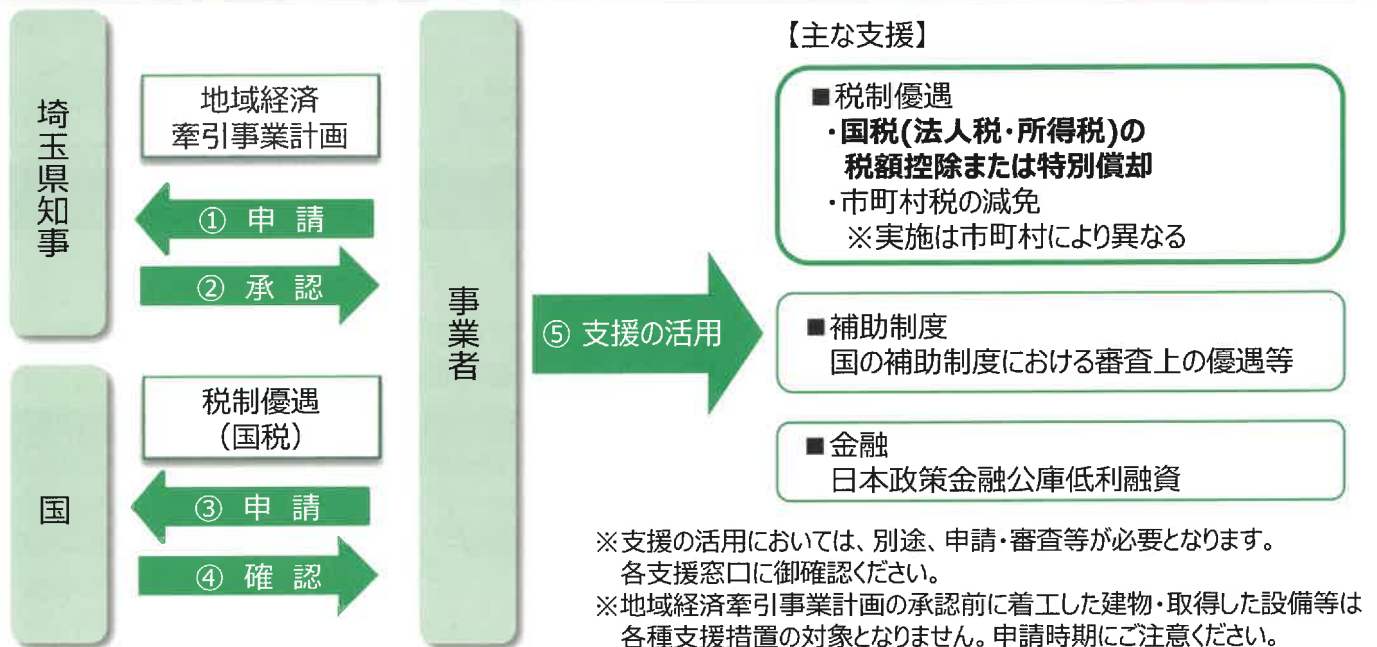 埼玉県知事
地域経済
牽引事業計画
① 申 請
② 承 認
国
税制優遇
（国税）
③ 申 請
④ 確 認
事業者
⑤ 支援の活用
【主な支援】
■税制優遇
・国税(法人税・所得税)の
税額控除または特別償却
・市町村税の減免
※実施は市町村により異なる
■補助制度
国の補助制度における審査上の優遇等
■金融
日本政策金融公庫低利融資
※支援の活用においては、別途、申請・審査等が必要となります。
各支援窓口に御確認ください。
※地域経済牽引事業計画の承認前に着工した建物・取得した設備等は
各種支援措置の対象となりません。申請時期にご注意ください。